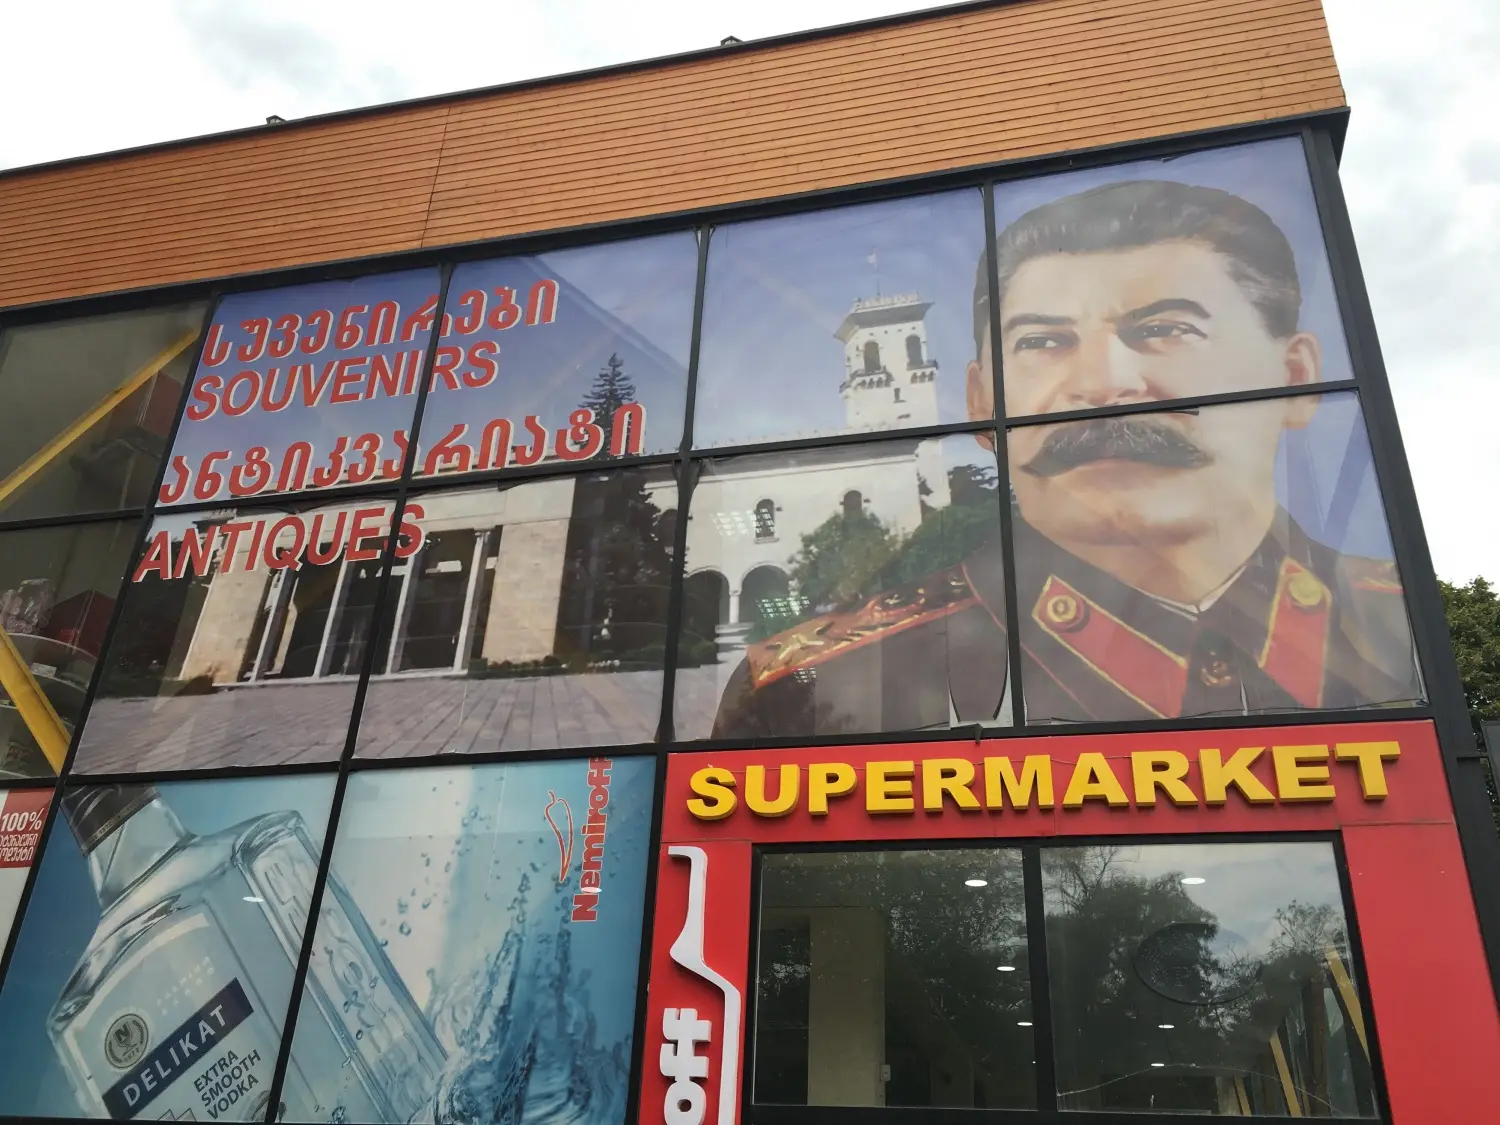 სუვენირები
SOUVENIRS
ანტიკვარიატი
ANTIQUES
SUPERMARKET
Nemiroff
100%
DELIKAT
EXTRA
SMOOTH
VODKA